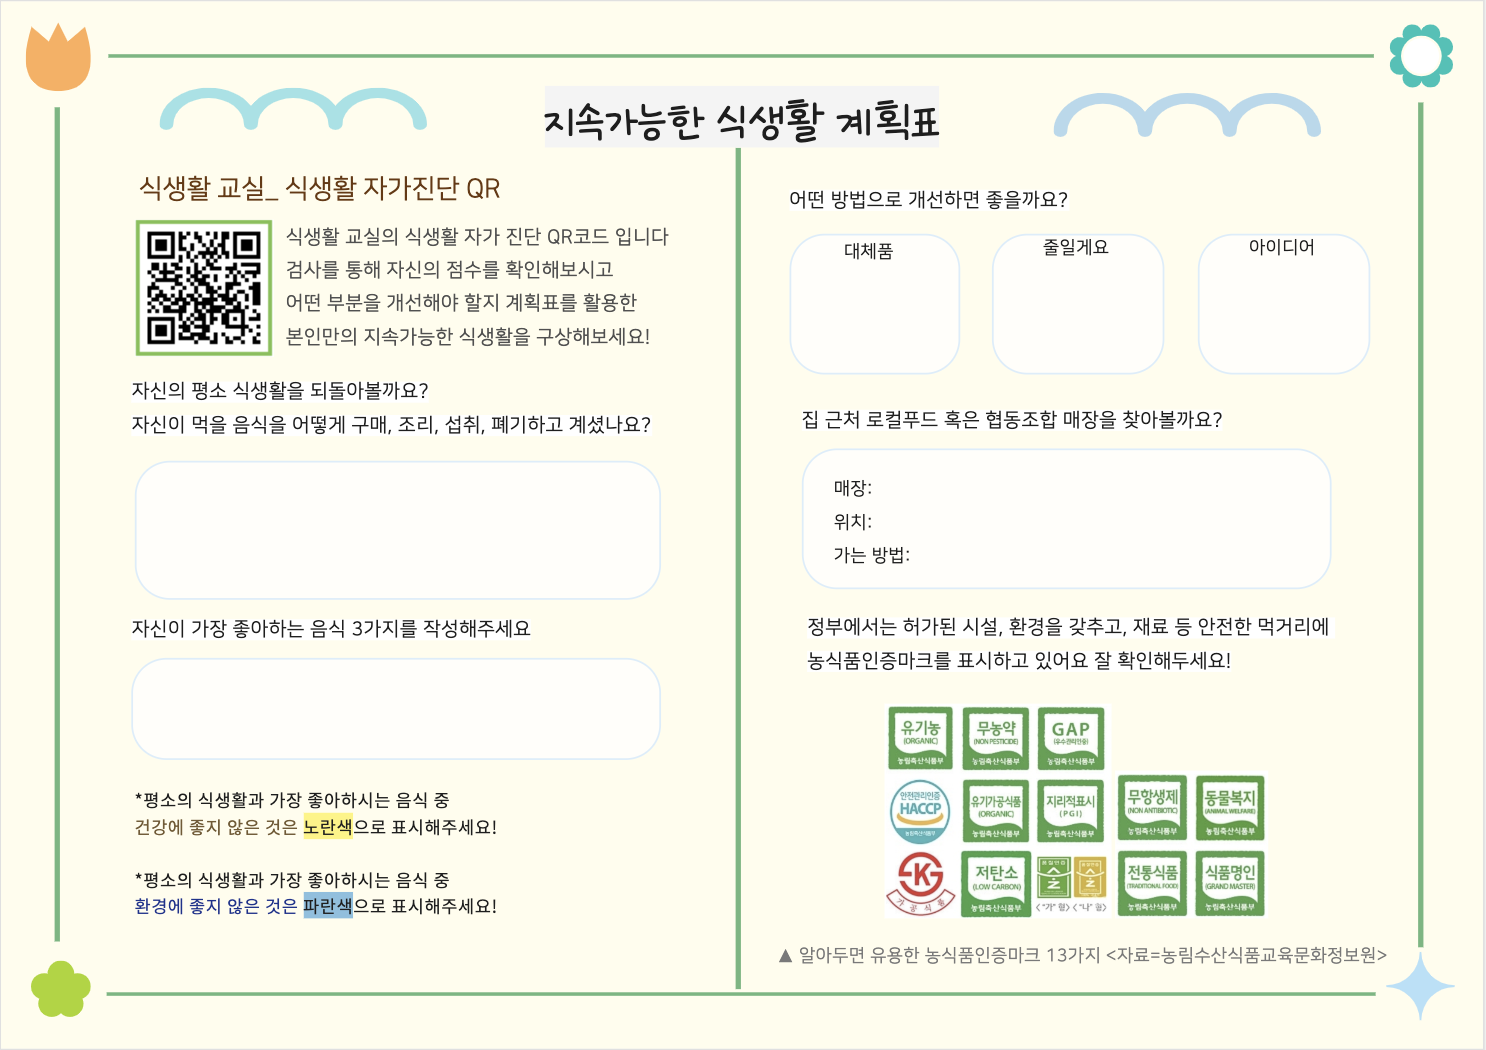 지속가능한 식생활 계획표
식생활 교실_ 식생활 자가진단 QR
식생활 교실의 식생활 자가 진단 QR코드 입니다
검사를 통해 자신의 점수를 확인해보시고
어떤 부분을 개선해야 할지 계획표를 활용한
본인만의 지속가능한 식생활을 구상해보세요!
자신의 평소 식생활을 되돌아볼까요?
자신이 먹을 음식을 어떻게 구매, 조리, 섭취, 폐기하고 계셨나요?
자신이 가장 좋아하는 음식 3가지를 작성해주세요
*평소의 식생활과 가장 좋아하시는 음식 중
건강에 좋지 않은 것은 노란색으로 표시해주세요!
*평소의 식생활과 가장 좋아하시는 음식 중
환경에 좋지 않은 것은 파란색으로 표시해주세요!
어떤 방법으로 개선하면 좋을까요?
대체품
줄일게요
아이디어
집 근처 로컬푸드 혹은 협동조합 매장을 찾아볼까요?
매장:
위치:
가는 방법:
정부에서는 허가된 시설, 환경을 갖추고, 재료 등 안전한 먹거리에
농식품인증마크를 표시하고 있어요 잘 확인해두세요!
유기농
(ORGANIC)
농림축산식품부
무농약
(NON PESTICIDE)
농림축산식품부
GAP
(우수관리인증)
농림축산식품부
안전관리인증
HACCP
농림축산식품부
유기가공식품
(ORGANIC)
농림축산식품부
지리적표시
(PGI)
농림축산식품부
무항생제
(NON ANTIBIOTIC)
농림축산식품부
동물복지
(ANIMAL WELFARE)
농림축산식품부
KS
가공식품
저탄소
(LOW CARBON)
농림축산식품부
품질인증
<"가" 형>
<"나" 형>
전통식품
(TRADITIONAL FOOD)
농림축산식품부
식품명인
(GRAND MASTER)
농림축산식품부
▲ 알아두면 유용한 농식품인증마크 13가지 <자료=농림수산식품교육문화정보원>